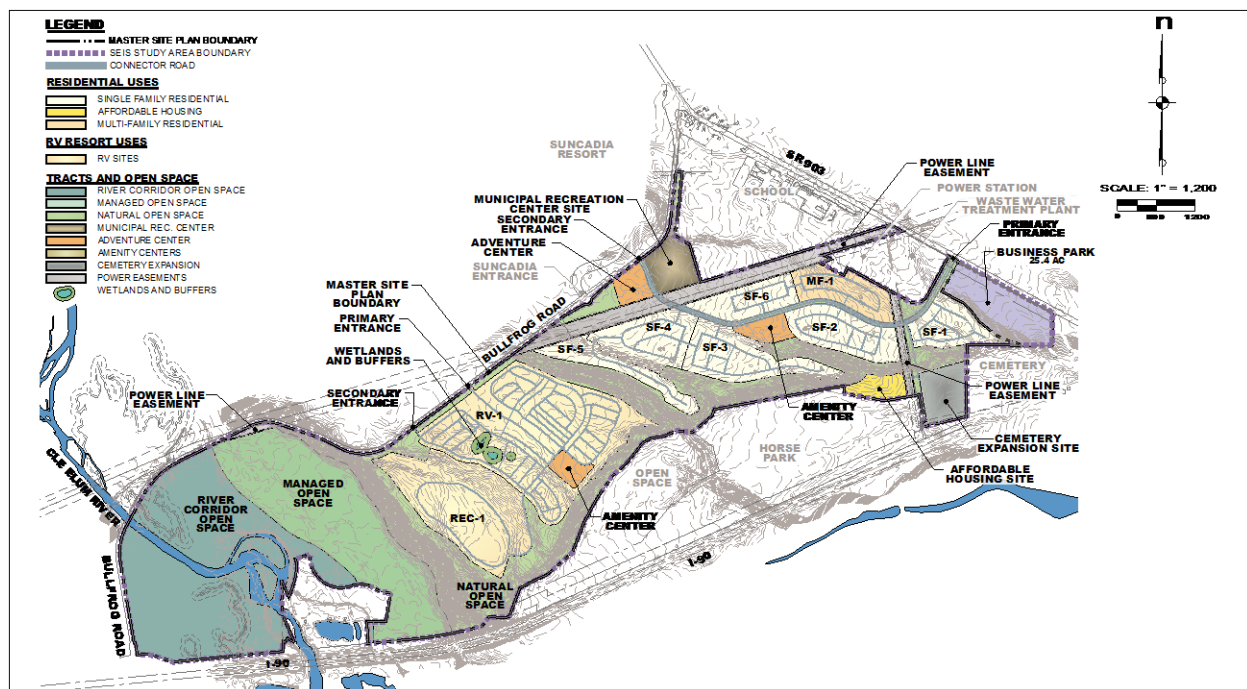 LEGEND
MASTER SITE PLAN BOUNDARY
SEIS STUDY AREA BOUNDARY
CONNECTOR ROAD
RESIDENTIAL USES
SINGLE FAMILY RESIDENTIAL
AFFORDABLE HOUSING
MULTI-FAMILY RESIDENTIAL
RV RESORT USES
RV SITES
TRACTS AND OPEN SPACE
RIVER CORRIDOR OPEN SPACE
MANAGED OPEN SPACE
NATURAL OPEN SPACE
MUNICIPAL REC. CENTER
ADVENTURE CENTER
AMENITY CENTERS
CEMETERY EXPANSION
POWER EASEMENTS
WETLANDS AND BUFFERS
n
SCALE: 1" = 1,200
0
600
1200
SUNCADIA
RESORT
SR 903
SCHOOL
POWER LINE
EASEMENT
POWER STATION
WASTE WATER
TREATMENT PLANT
PRIMARY
ENTRANCE
BUSINESS PARK
25.4 AC
MUNICIPAL RECREATION
CENTER SITE
SECONDARY
ENTRANCE
ADVENTURE
CENTER
SUNCADIA
ENTRANCE
MASTER SITE
PLAN
BOUNDARY
PRIMARY
ENTRANCE
WETLANDS
AND BUFFERS
BULLFROG ROAD
SECONDARY
ENTRANCE
POWER LINE
EASEMENT
MF-1
SF-6
SF-2
SF-1
SF-4
SF-3
SF-5
CEMETERY
POWER LINE
EASEMENT
AMENITY
CENTER
CEMETERY
EXPANSION SITE
AFFORDABLE
HOUSING SITE
HORSE
PARK
OPEN
SPACE
RV-1
REC-1
AMENITY
CENTER
MANAGED
OPEN
SPACE
RIVER
CORRIDOR
OPEN
SPACE
NATURAL
OPEN
SPACE
CLE ELUM RIVER
BULLFROG ROAD
I-90
I-90